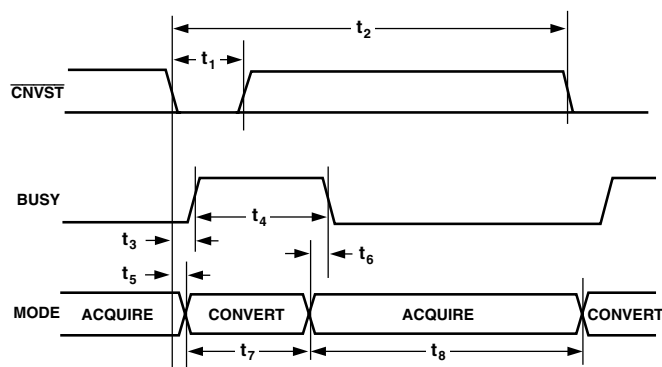 t2
t1
CNVST
BUSY
t3
t4
t5
t6
MODE ACQUIRE CONVERT ACQUIRE CONVERT
t7 t8